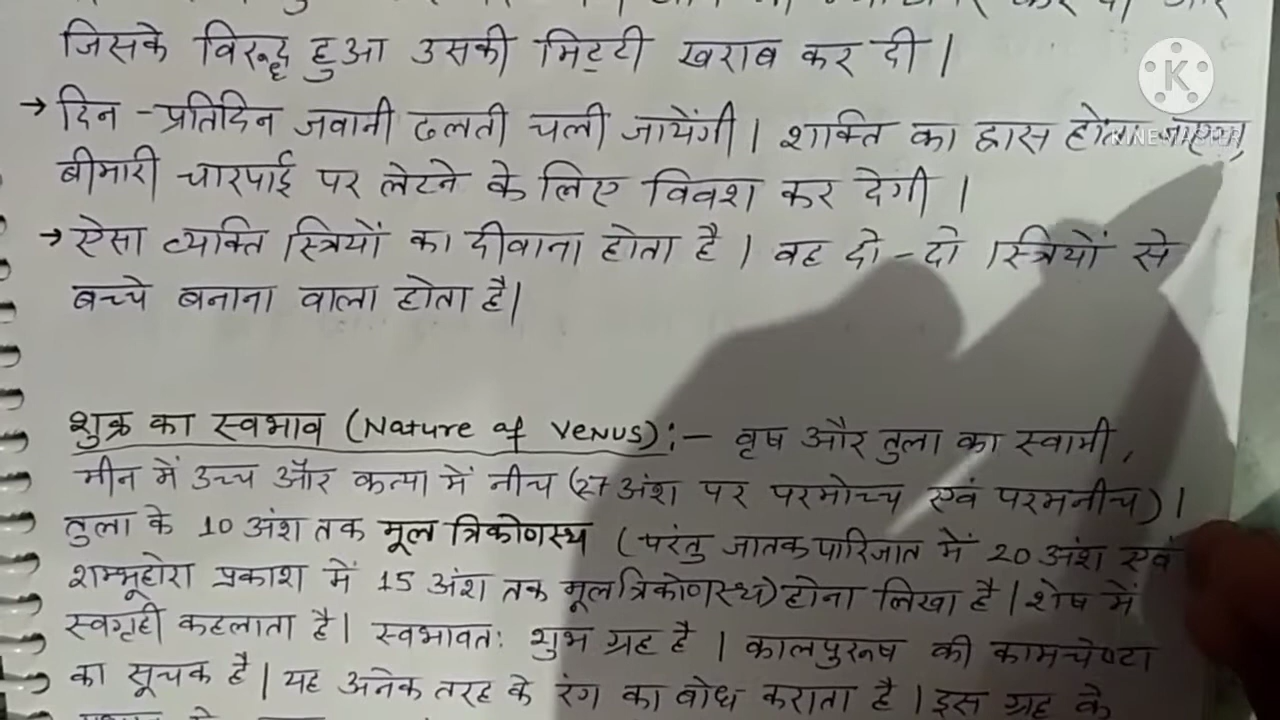 जिसके विरूद्ध हुआ उसकी मिट्टी खराब कर दी।
→ दिन - प्रतिदिन जवानी ढलती चली जायेंगी। शक्ति का ह्रास होता
KINEMASTER
बीमारी चारपाई पर लेटने के लिए विवश कर देगी।
→ ऐसा व्यक्ति स्त्रियों का दीवाना होता है। वह दो - दो स्त्रियों से
बच्चे बनाना वाला होता है।
शुक्र का स्वभाव (Nature of VENUS):- वृष और तुला का स्वामी,
मीन में उच्च और कन्या में नीच (27 अंश पर परमोच्च एवं परमनीच)।
तुला के 10 अंश तक मूल त्रिकोणस्थ (परंतु जातकपारिजात में 20 अंश एवं
शम्भूहोरा प्रकाश में 15 अंश तक मूलत्रिकोणस्थ) होना लिखा है। शेष में
स्वगृही कहलाता है। स्वभावतः शुभ ग्रह है। कालपुरूष की कामचेष्टा
का सूचक है। यह अनेक तरह के रंग का बोध कराता है। इस ग्रह के